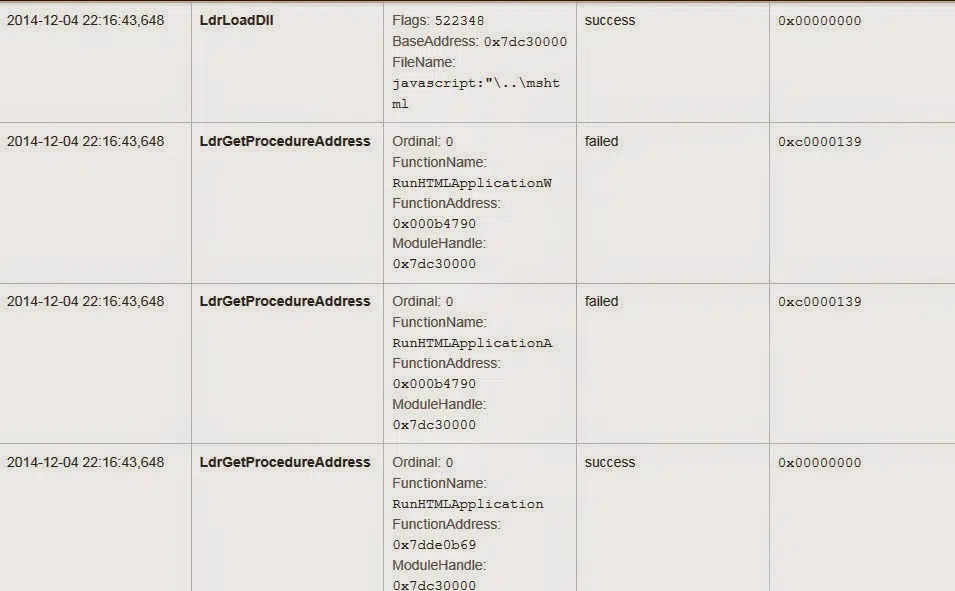 2014-12-04 22:16:43,648 LdrLoadDll Flags: 522348 success 0x00000000
BaseAddress: 0x7dc30000
FileName:
javascript:"\..\msht
ml
2014-12-04 22:16:43,648 LdrGetProcedureAddress Ordinal: 0 failed 0xc0000139
FunctionName:
RunHTMLApplicationW
FunctionAddress:
0x000b4790
ModuleHandle:
0x7dc30000
2014-12-04 22:16:43,648 LdrGetProcedureAddress Ordinal: 0 failed 0xc0000139
FunctionName:
RunHTMLApplicationA
FunctionAddress:
0x000b4790
ModuleHandle:
0x7dc30000
2014-12-04 22:16:43,648 LdrGetProcedureAddress Ordinal: 0 success 0x00000000
FunctionName:
RunHTMLApplication
FunctionAddress:
0x7dde0b69
ModuleHandle:
0x7dc30000